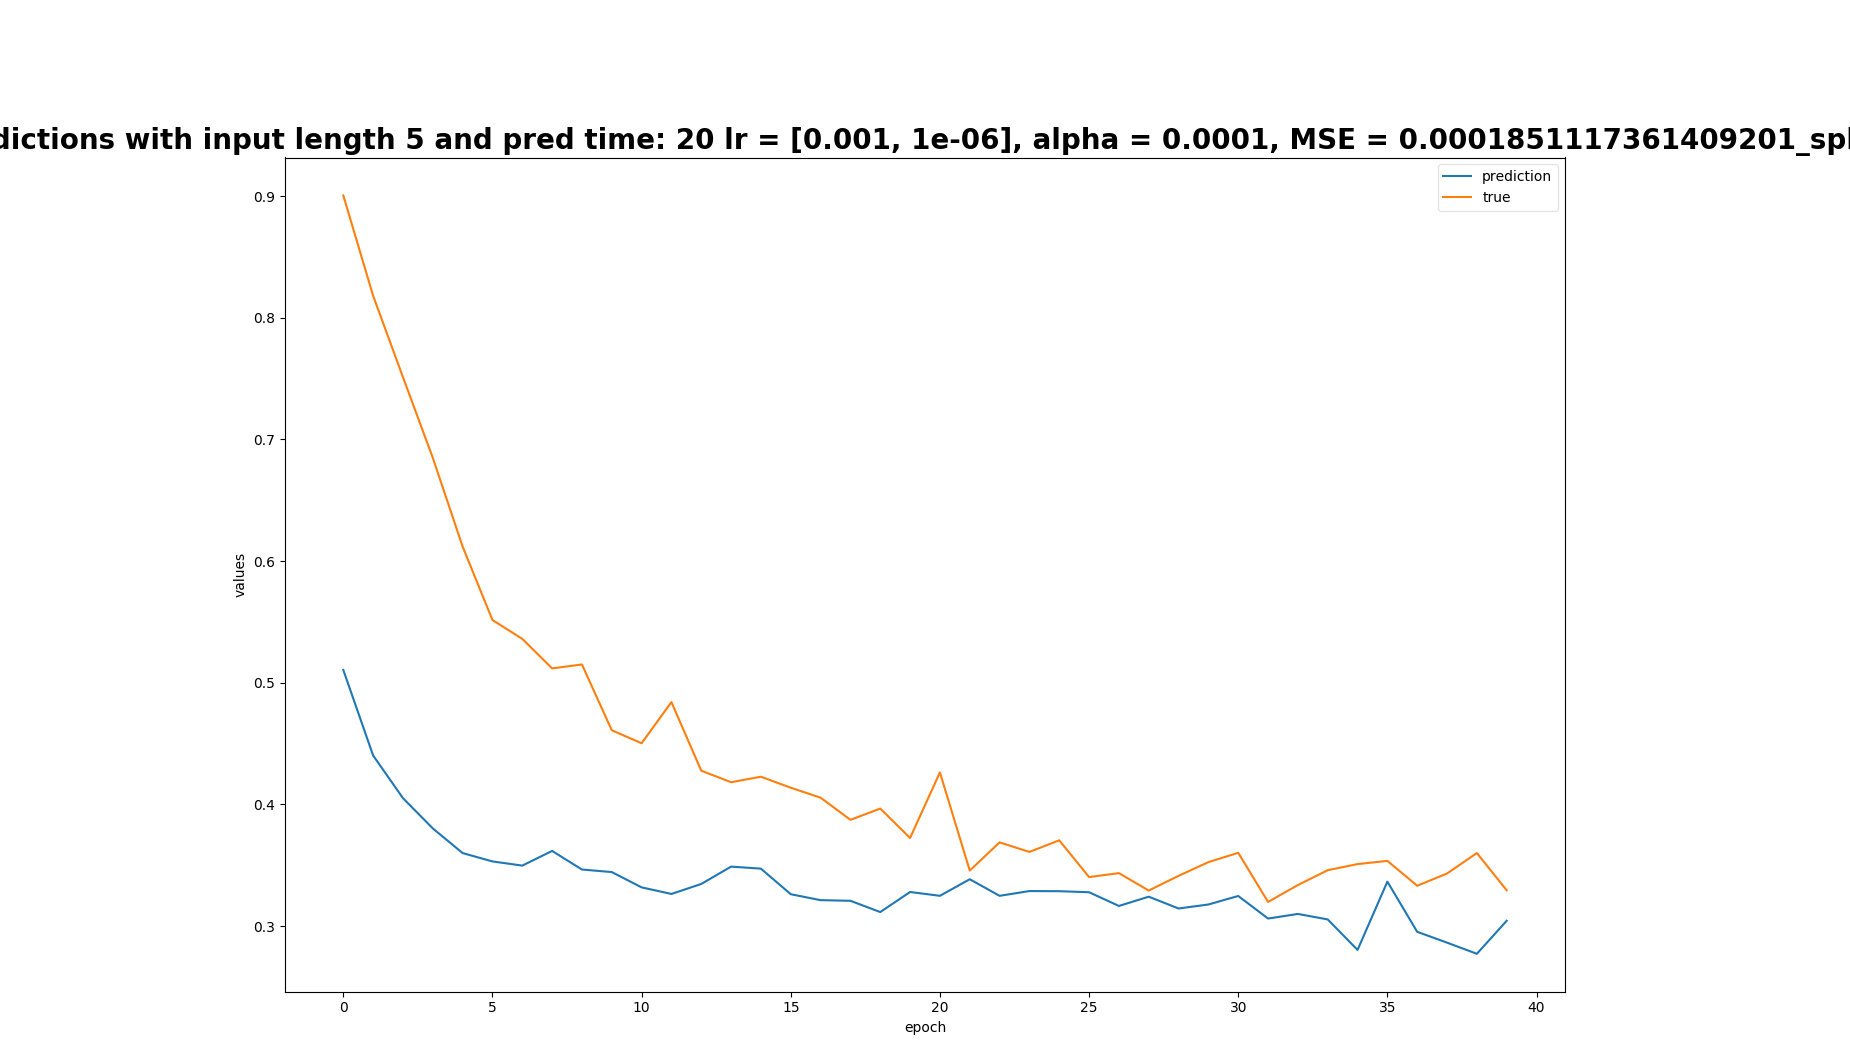 dictions with input length 5 and pred time: 20 lr = [0.001, 1e-06], alpha = 0.0001, MSE = 0.0001851117361409201_spl
prediction
true
0.9
0.8
0.7
0.6
0.5
0.4
0.3
values
0 5 10 15 20 25 30 35 40
epoch